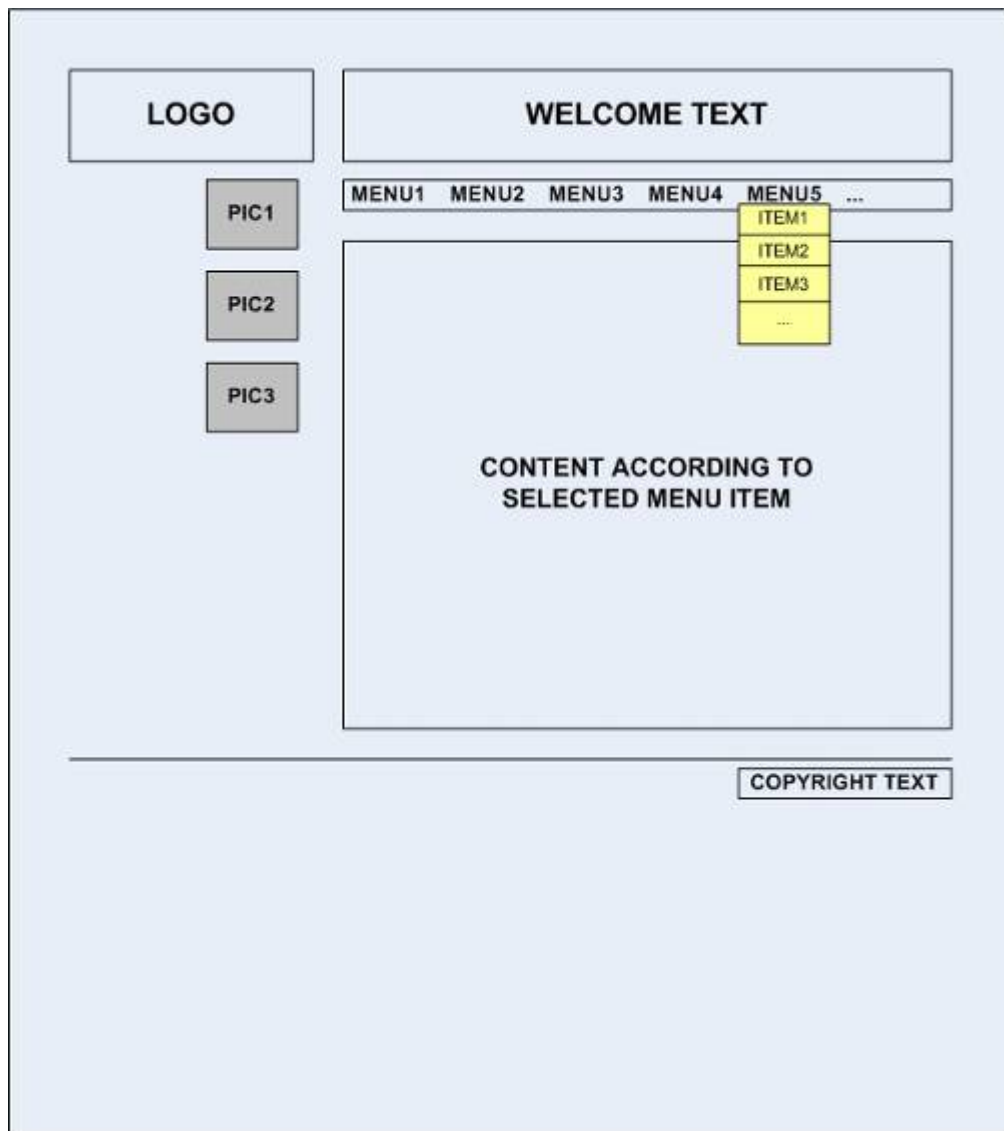 LOGO
WELCOME TEXT
MENU1 MENU2 MENU3 MENU4 MENU5 ...
ITEM1
ITEM2
ITEM3
...
PIC1
PIC2
PIC3
CONTENT ACCORDING TO
SELECTED MENU ITEM
COPYRIGHT TEXT